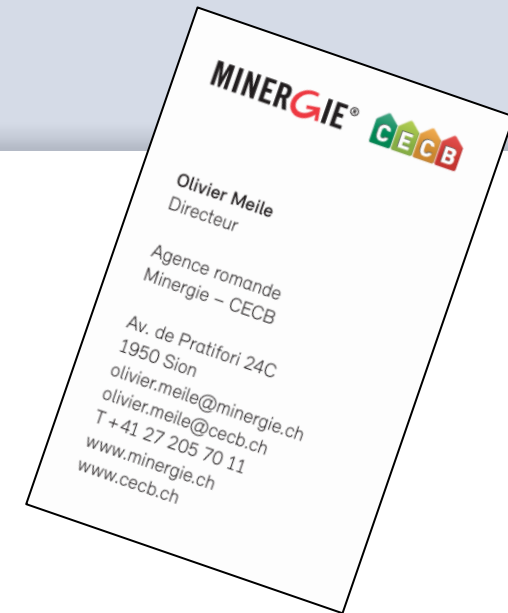 MINERGIE® CECB
Olivier Meile
Directeur
Agence romande
Minergie – CECB
Av. de Pratifori 24C
1950 Sion
olivier.meile@minergie.ch
olivier.meile@cecb.ch
T +41 27 205 70 11
www.minergie.ch
www.cecb.ch